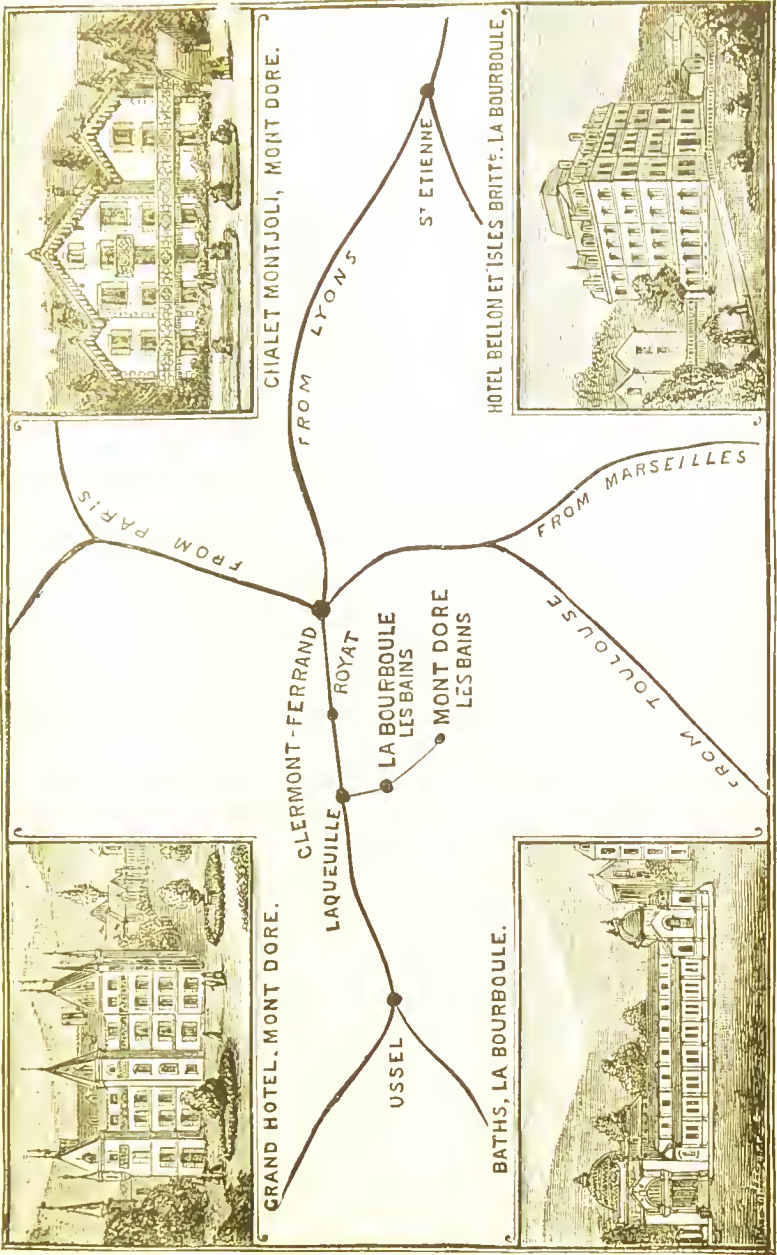 GRAND HOTEL. MONT DORE.
CHALET MONTJOLI, MONT DORE.
FROM PARIS
FROM LYONS
ST ETIENNE
CLERMONT-FERRAND
ROYAT
LAQUEUILLE
LA BOURBOULE
LES BAINS
MONT DORE
LES BAINS
USSEL
FROM MARSEILLES
FROM TOULOUSE
BATHS, LA BOURBOULE.
HOTEL BELLON ET ISLES BRITTS. LA BOURBOULE